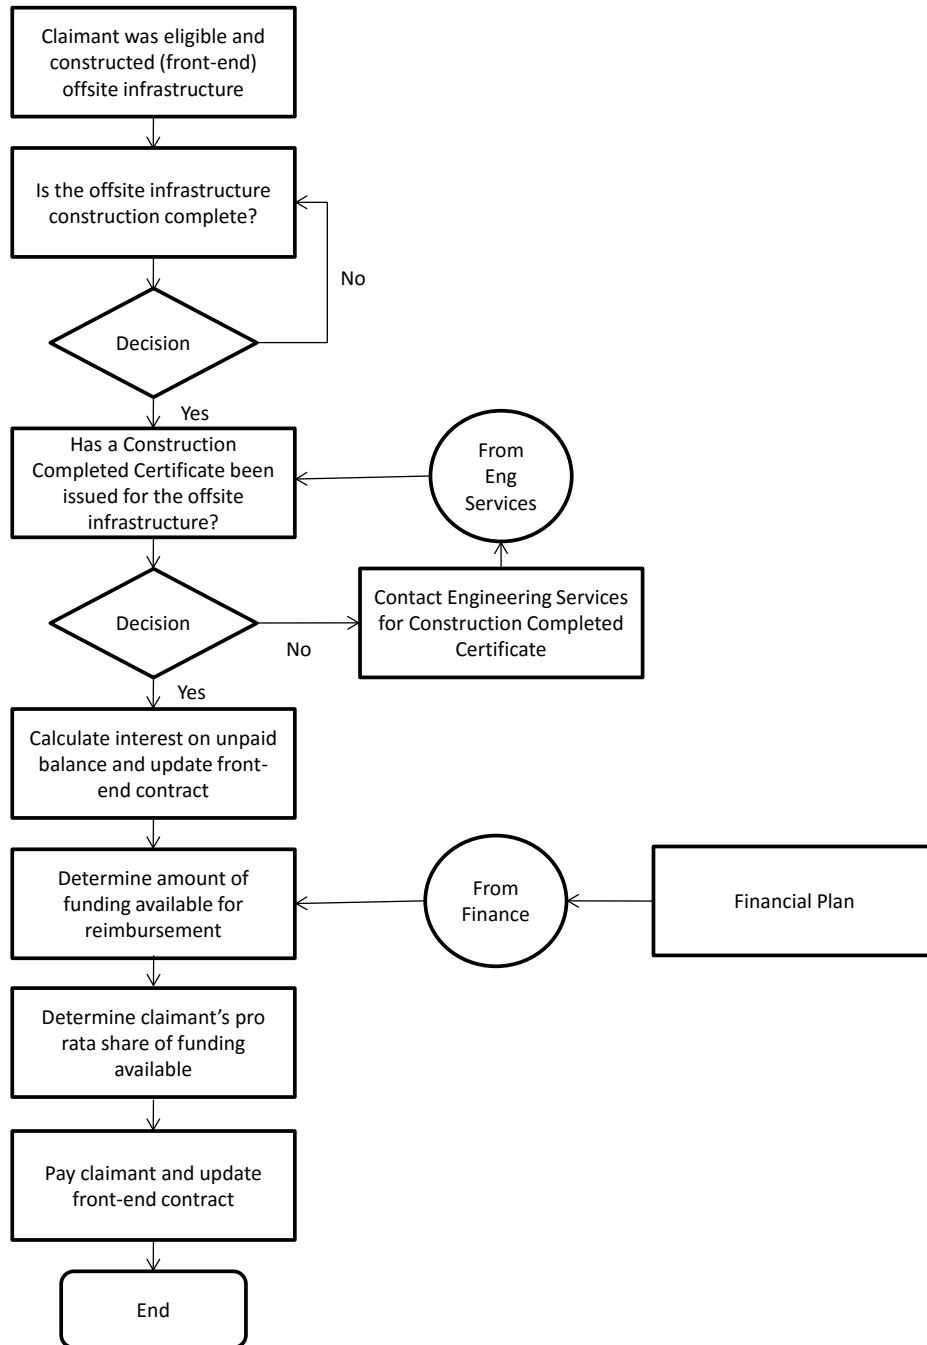 Claimant was eligible and
constructed (front-end)
offsite infrastructure
Is the offsite infrastructure
construction complete?
No
Decision
Yes
Has a Construction
Completed Certificate been
issued for the offsite
infrastructure?
From
Eng
Services
Decision
No
Contact Engineering Services
for Construction Completed
Certificate
Yes
Calculate interest on unpaid
balance and update front-
end contract
Determine amount of
funding available for
reimbursement
From
Finance
Financial Plan
Determine claimant’s pro
rata share of funding
available
Pay claimant and update
front-end contract
End